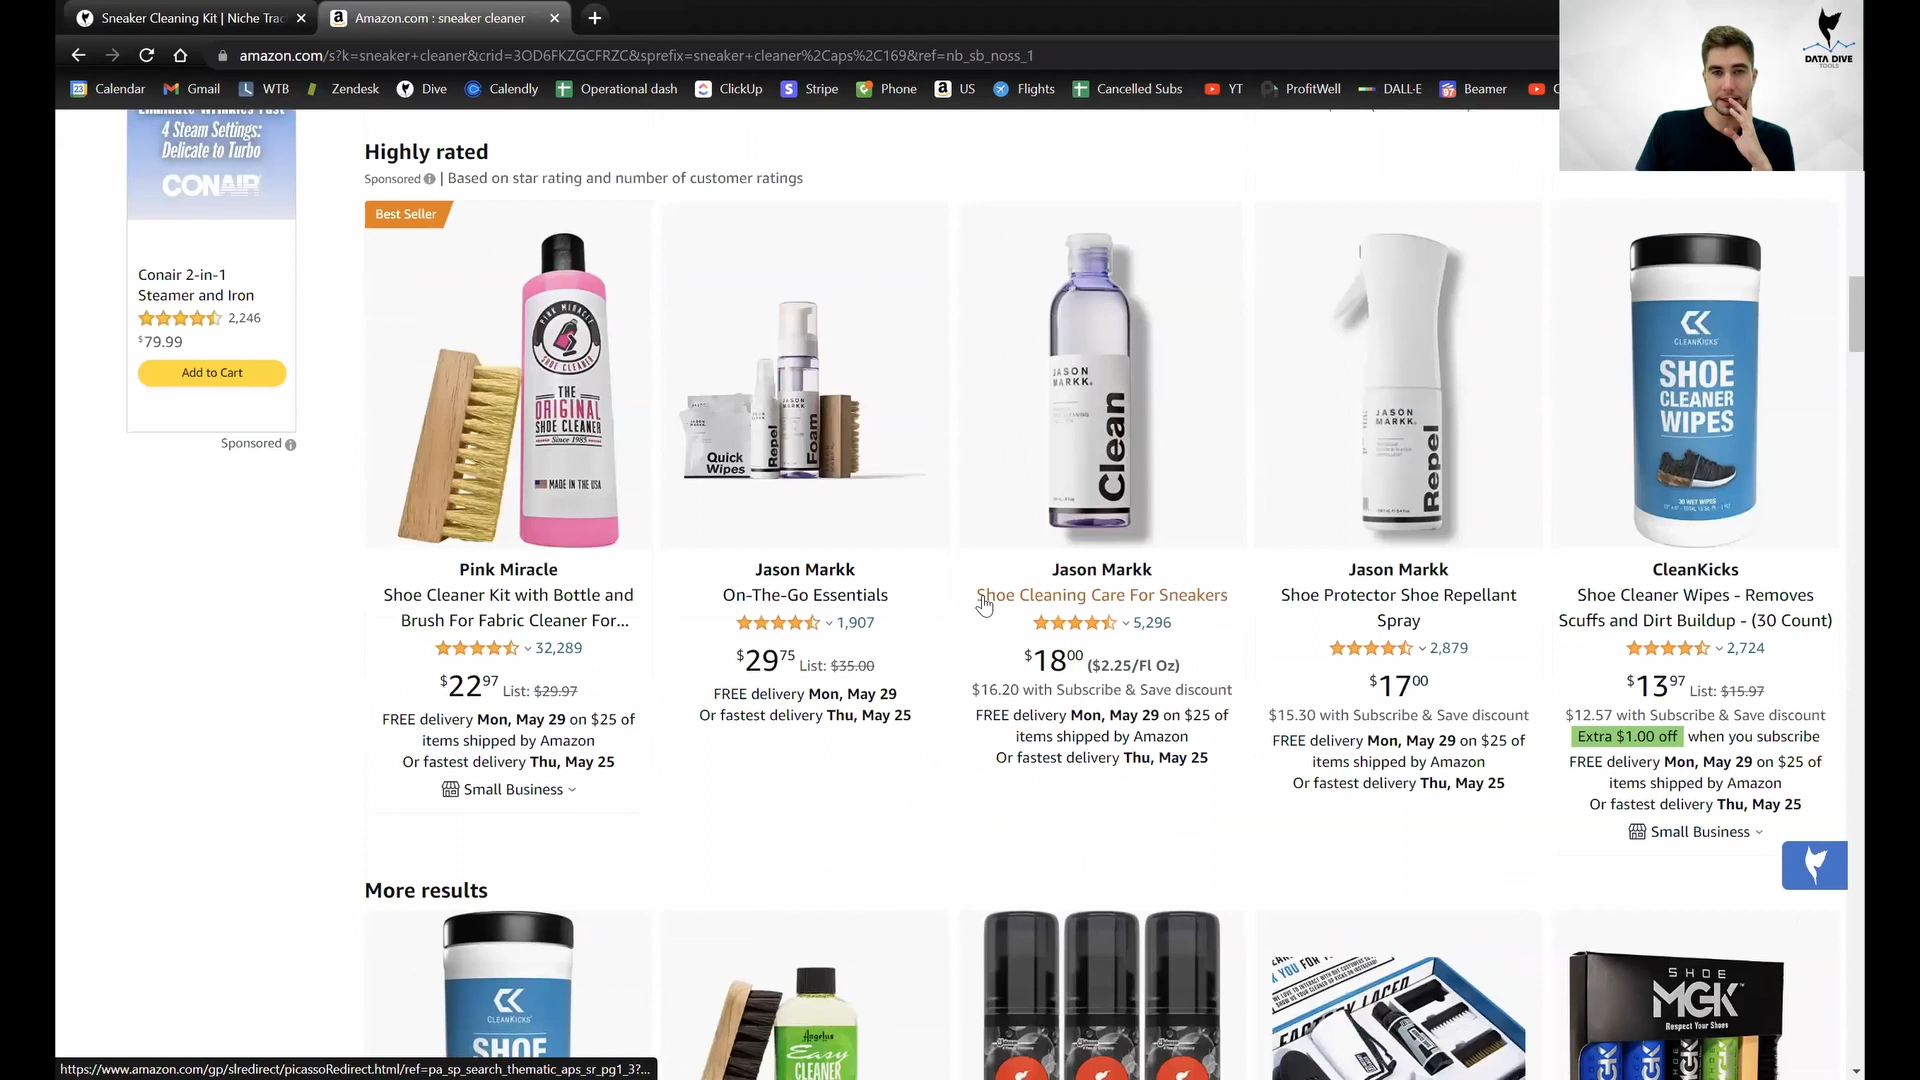 Sneaker Cleaning Kit | Niche Trac
Amazon.com : sneaker cleaner
amazon.com/s?k=sneaker+cleaner&crid=3OD6FKZGCFRZC&sprefix=sneaker+cleaner%2Caps%2C169&ref=nb_sb_noss_1
Calendar Gmail WTB Zendesk Dive Calendly Operational dash ClickUp Stripe Phone US Flights Cancelled Subs YT ProfitWell DALL·E Beamer
DATA DIVE
TOOLS
4 Steam Settings:
Delicate to Turbo
CONAIR
Conair 2-in-1
Steamer and Iron
2,246
$79.99
Add to Cart
Sponsored
Highly rated
Sponsored | Based on star rating and number of customer ratings
Best Seller
PINK MIRACLE
SHOE CLEANER
THE
ORIGINAL
SHOE CLEANER
Since 1985
MADE IN THE USA
Quick
Wipes
Repel
Foam
JASON
MARKK
Clean
JASON
MARKK
Repel
CK
CLEANKICKS
SHOE
CLEANER
WIPES
30 WET WIPES
Pink Miracle
Shoe Cleaner Kit with Bottle and
Brush For Fabric Cleaner For...
32,289
$22.97 List: $29.97
FREE delivery Mon, May 29 on $25 of
items shipped by Amazon
Or fastest delivery Thu, May 25
Small Business
Jason Markk
On-The-Go Essentials
1,907
$29.75 List: $35.00
FREE delivery Mon, May 29
Or fastest delivery Thu, May 25
Jason Markk
Shoe Cleaning Care For Sneakers
5,296
$18.00 ($2.25/Fl Oz)
$16.20 with Subscribe & Save discount
FREE delivery Mon, May 29 on $25 of
items shipped by Amazon
Or fastest delivery Thu, May 25
Jason Markk
Shoe Protector Shoe Repellant
Spray
2,879
$17.00
$15.30 with Subscribe & Save discount
FREE delivery Mon, May 29 on $25 of
items shipped by Amazon
Or fastest delivery Thu, May 25
CleanKicks
Shoe Cleaner Wipes - Removes
Scuffs and Dirt Buildup - (30 Count)
2,724
$13.97 List: $15.97
$12.57 with Subscribe & Save discount
Extra $1.00 off when you subscribe
FREE delivery Mon, May 29 on $25 of
items shipped by Amazon
Or fastest delivery Thu, May 25
Small Business
More results
CK
CLEANKICKS
SHOE
Angelus
Easy
CLEANER
YOU FOR
FACTORY LACED
SHOE
MGK
Respect Your Shoes
https://www.amazon.com/gp/slredirect/picassoRedirect.html/ref=pa_sp_search_thematic_aps_sr_pg1_3?...